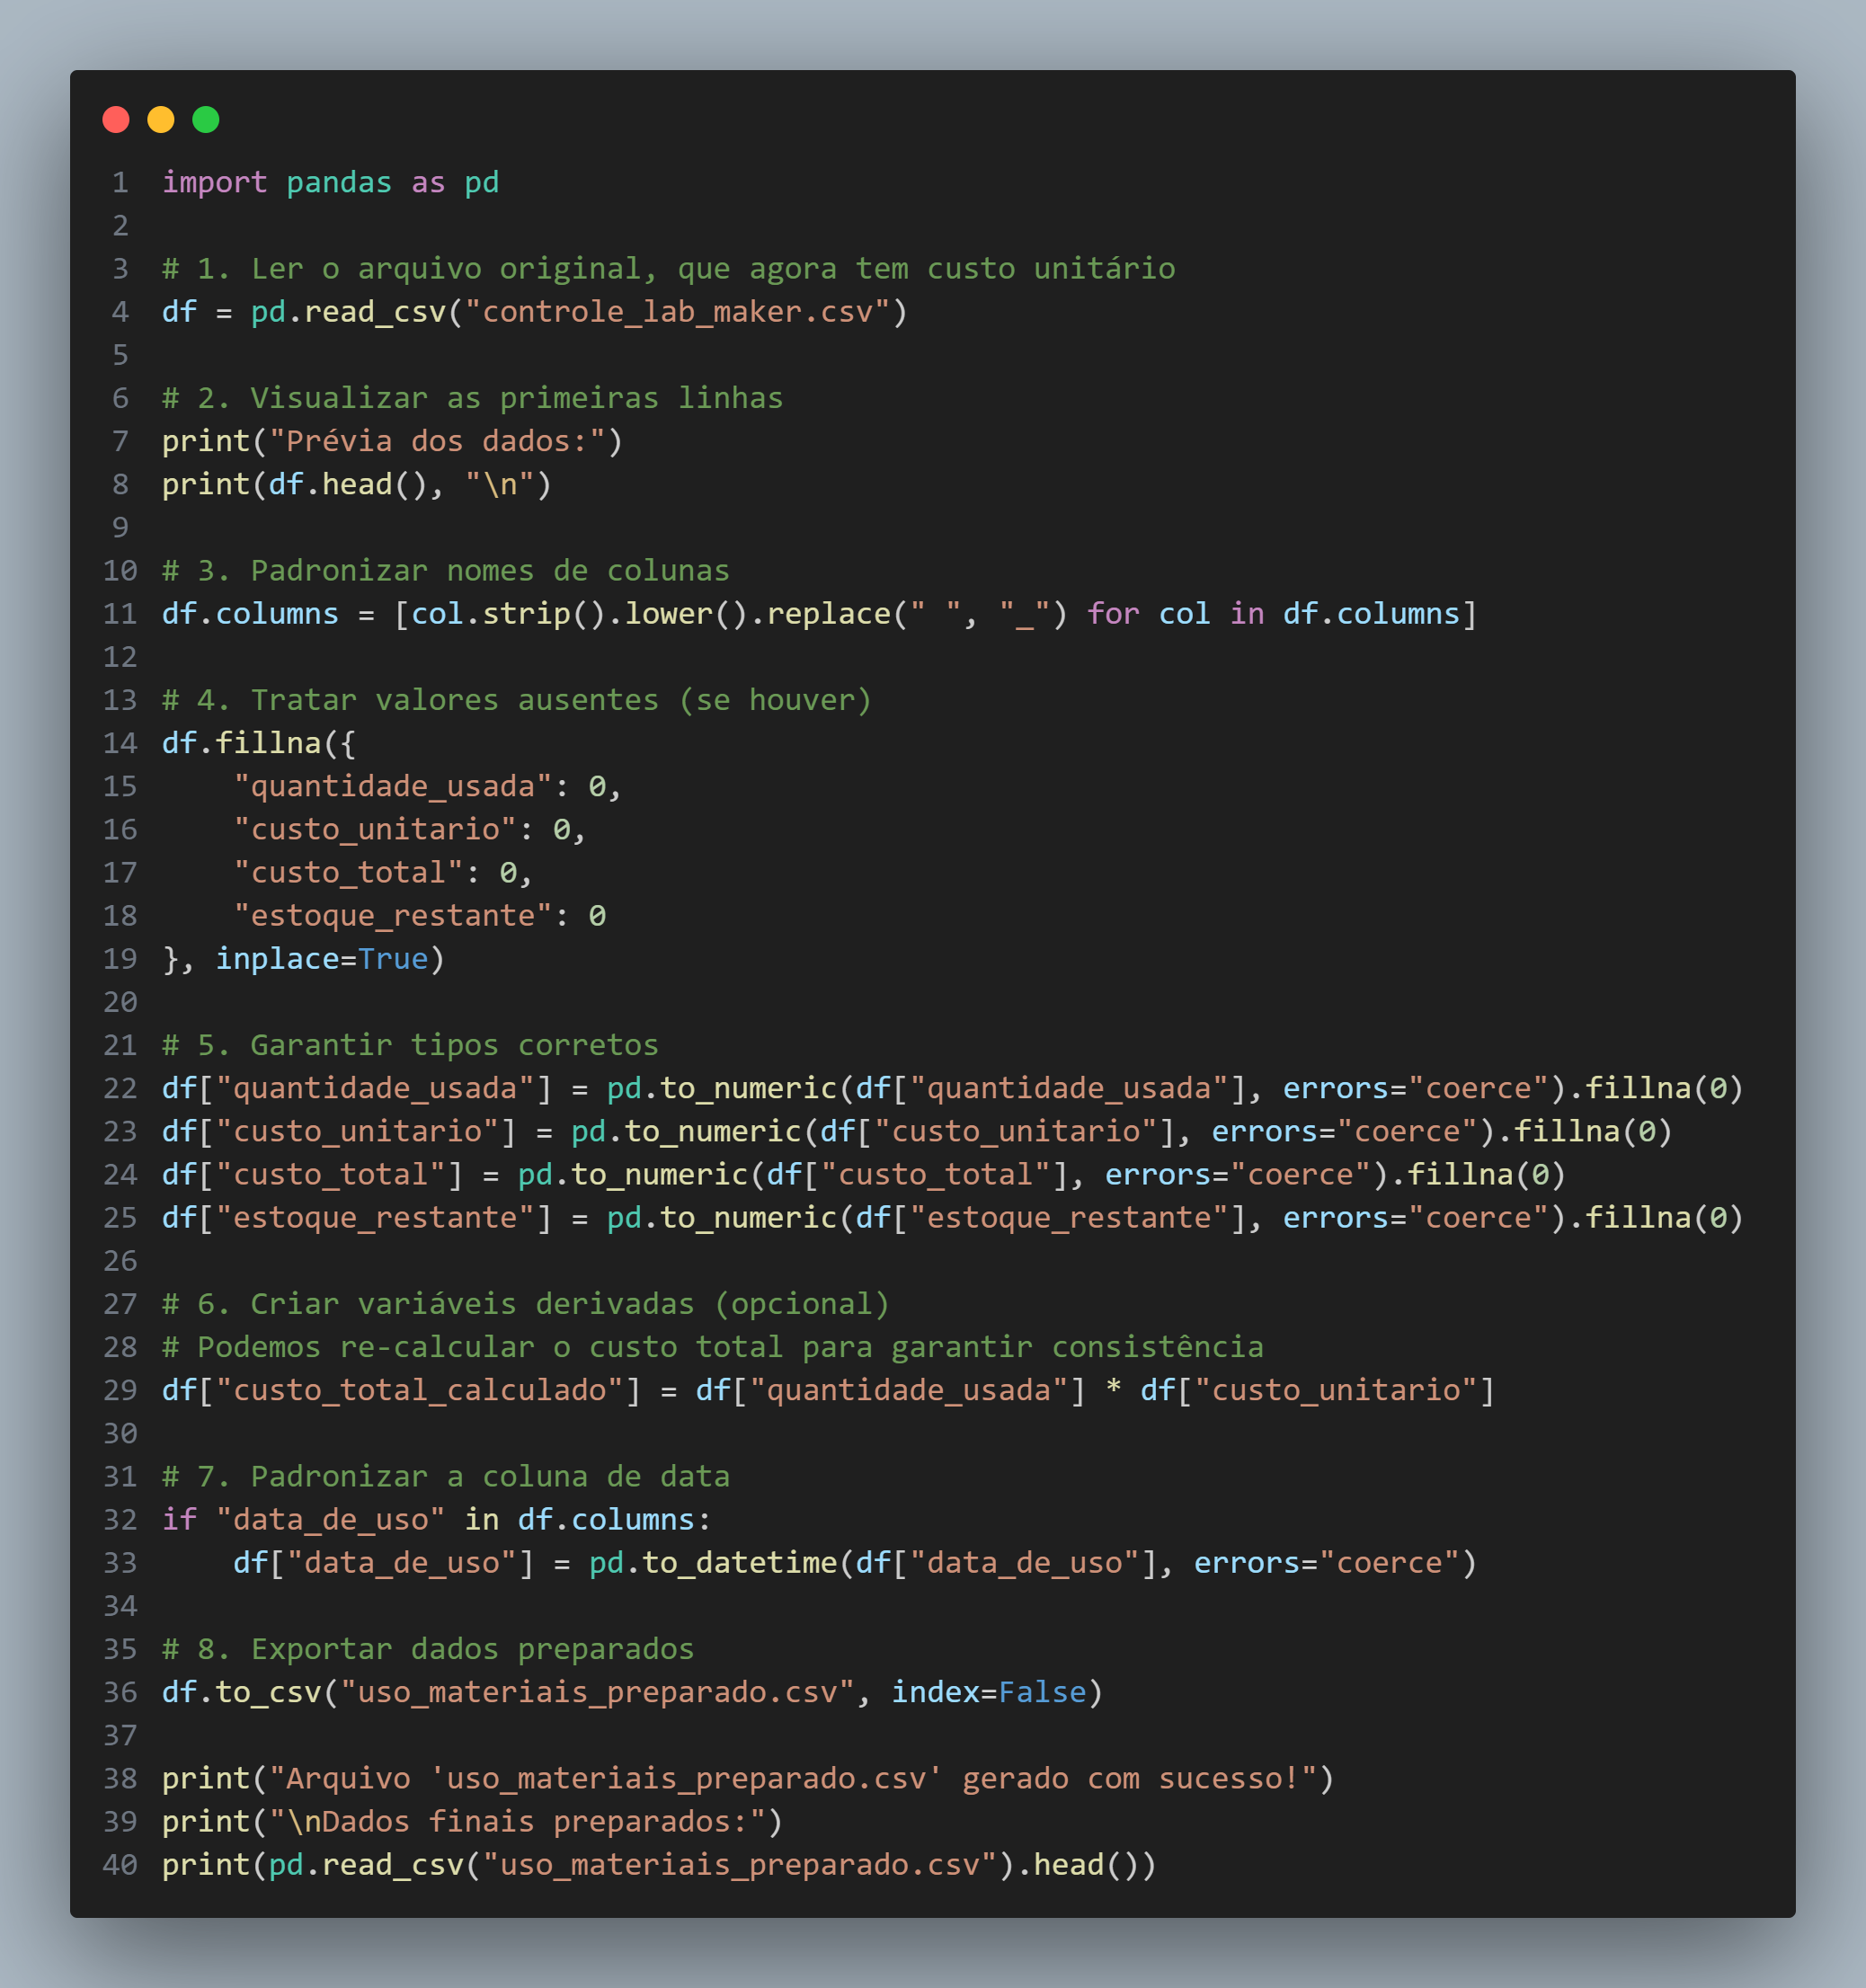 1 import pandas as pd
2
3 # 1. Ler o arquivo original, que agora tem custo unitário
4 df = pd.read_csv("controle_lab_maker.csv")
5
6 # 2. Visualizar as primeiras linhas
7 print("Prévia dos dados:")
8 print(df.head(), "\n")
9
10 # 3. Padronizar nomes de colunas
11 df.columns = [col.strip().lower().replace(" ", "_") for col in df.columns]
12
13 # 4. Tratar valores ausentes (se houver)
14 df.fillna({
15     "quantidade_usada": 0,
16     "custo_unitario": 0,
17     "custo_total": 0,
18     "estoque_restante": 0
19 }, inplace=True)
20
21 # 5. Garantir tipos corretos
22 df["quantidade_usada"] = pd.to_numeric(df["quantidade_usada"], errors="coerce").fillna(0)
23 df["custo_unitario"] = pd.to_numeric(df["custo_unitario"], errors="coerce").fillna(0)
24 df["custo_total"] = pd.to_numeric(df["custo_total"], errors="coerce").fillna(0)
25 df["estoque_restante"] = pd.to_numeric(df["estoque_restante"], errors="coerce").fillna(0)
26
27 # 6. Criar variáveis derivadas (opcional)
28 # Podemos re-calcular o custo total para garantir consistência
29 df["custo_total_calculado"] = df["quantidade_usada"] * df["custo_unitario"]
30
31 # 7. Padronizar a coluna de data
32 if "data_de_uso" in df.columns:
33     df["data_de_uso"] = pd.to_datetime(df["data_de_uso"], errors="coerce")
34
35 # 8. Exportar dados preparados
36 df.to_csv("uso_materiais_preparado.csv", index=False)
37
38 print("Arquivo 'uso_materiais_preparado.csv' gerado com sucesso!")
39 print("\nDados finais preparados:")
40 print(pd.read_csv("uso_materiais_preparado.csv").head())